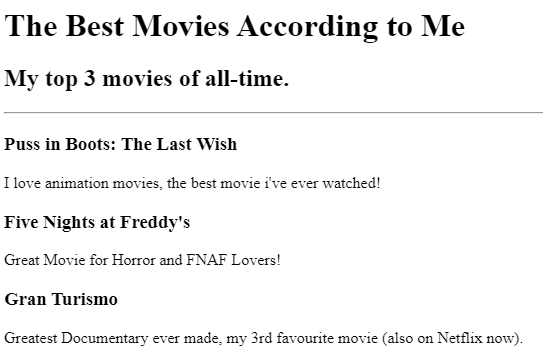 The Best Movies According to Me
My top 3 movies of all-time.
Puss in Boots: The Last Wish
I love animation movies, the best movie i've ever watched!
Five Nights at Freddy's
Great Movie for Horror and FNAF Lovers!
Gran Turismo
Greatest Documentary ever made, my 3rd favourite movie (also on Netflix now).